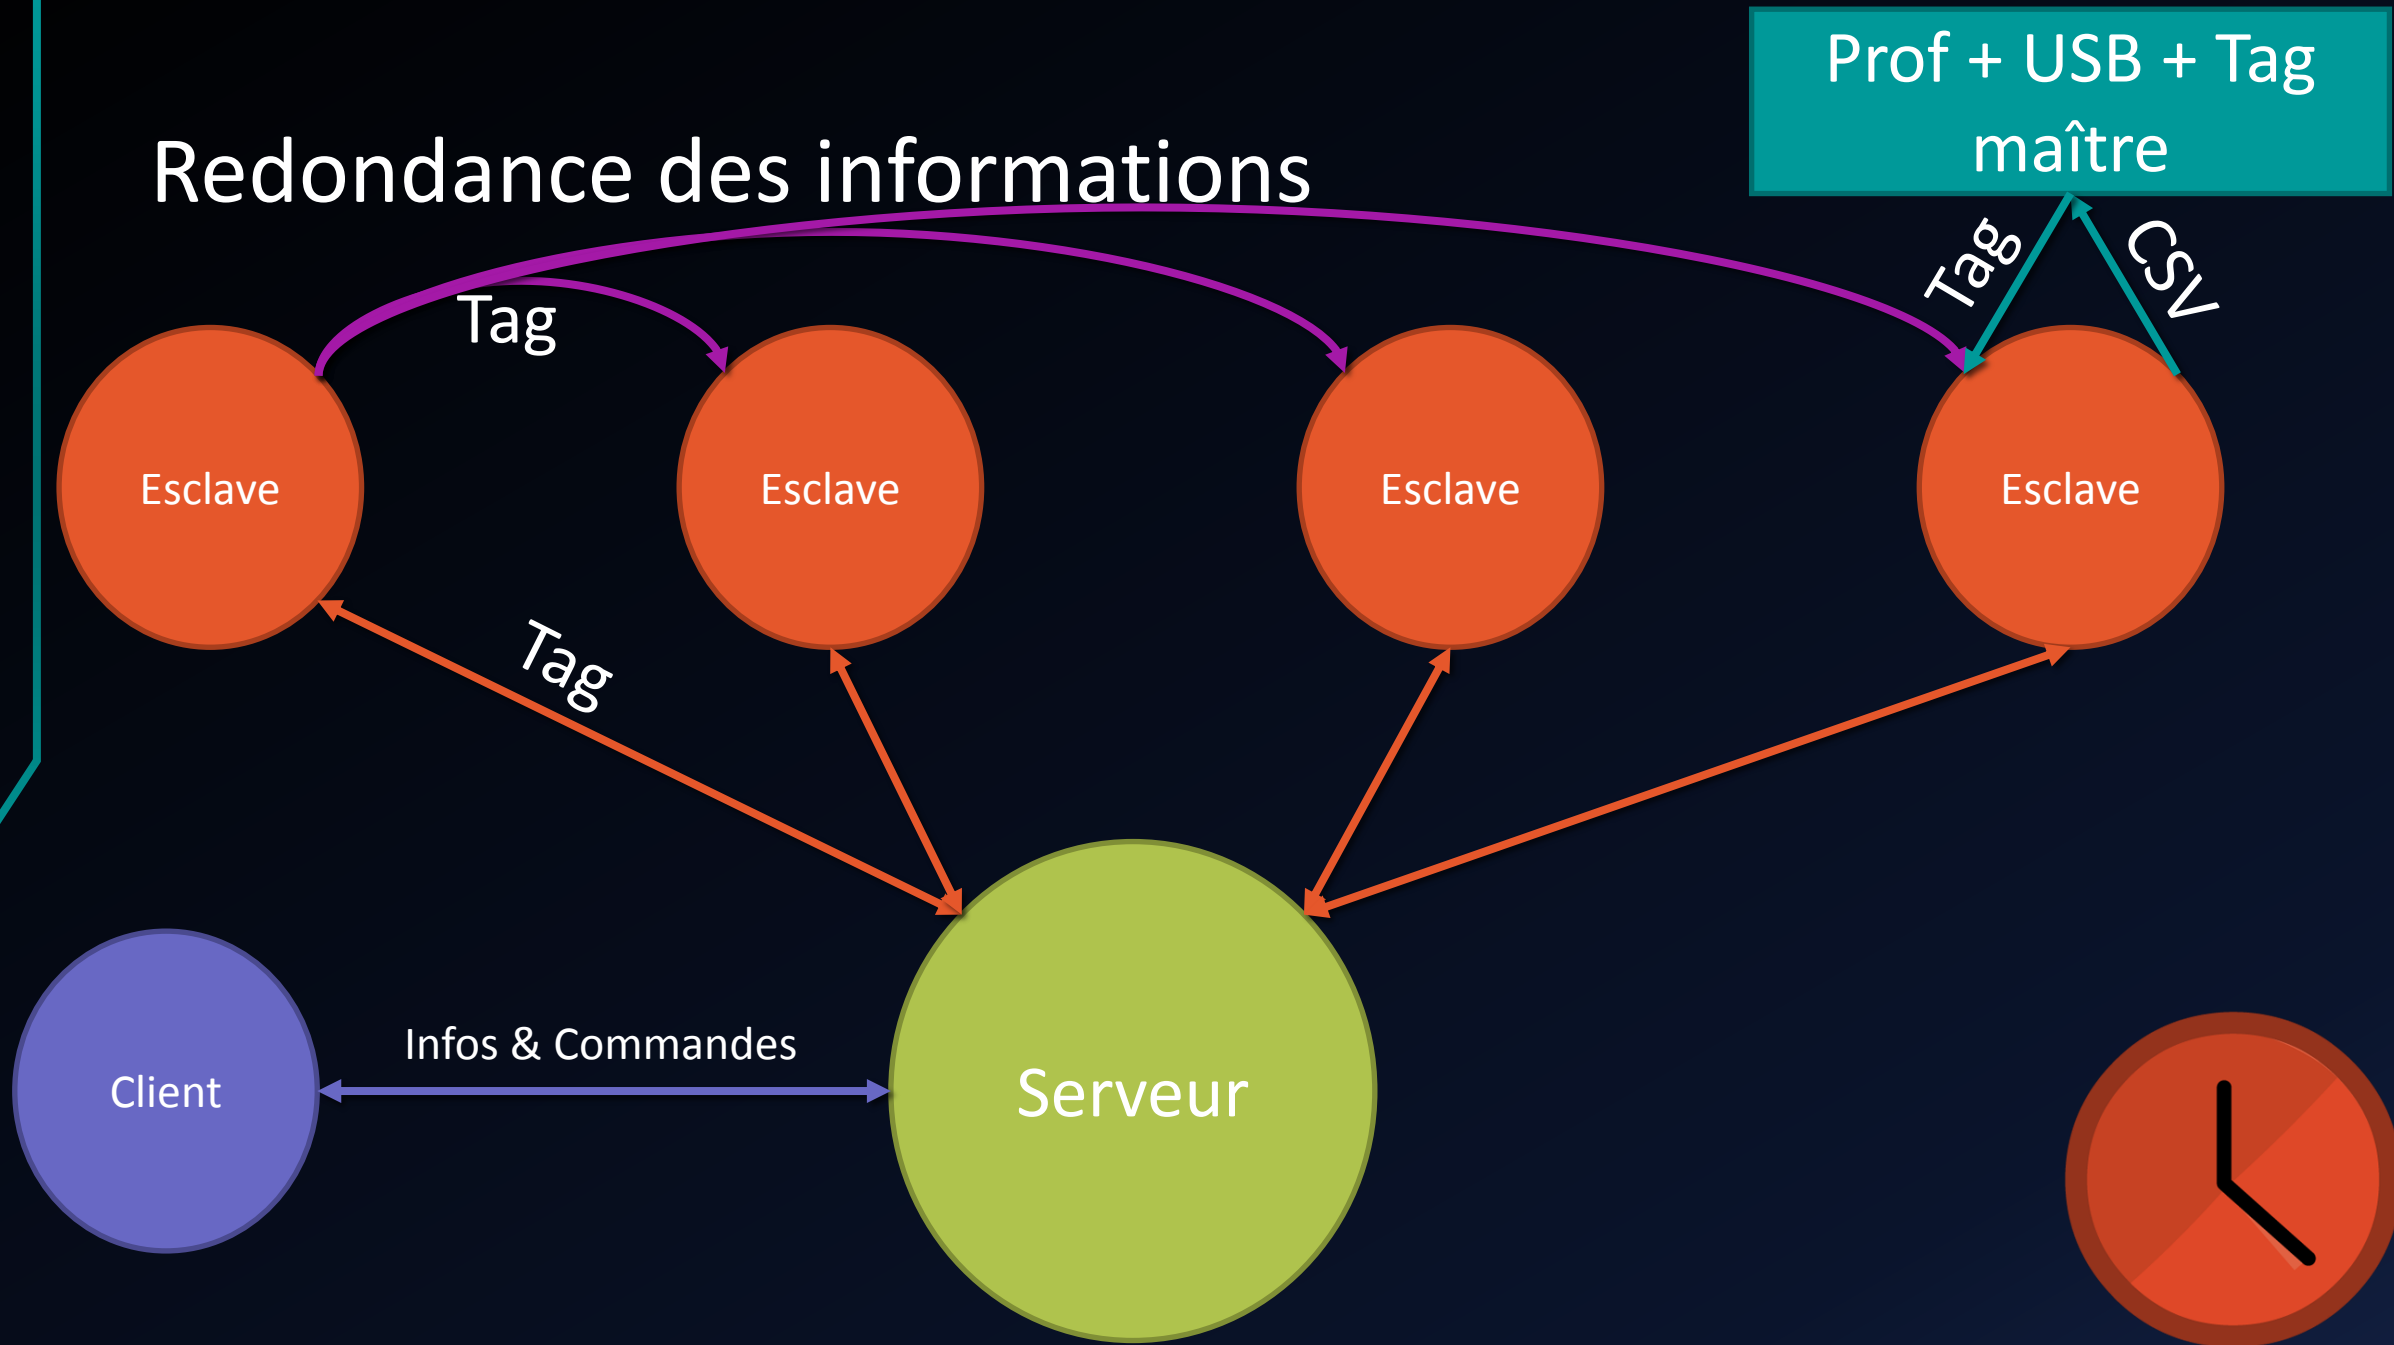 Prof + USB + Tag
maître
Redondance des informations
Tag
Tag
CSV
Esclave
Esclave
Esclave
Esclave
Tag
Infos & Commandes
Client
Serveur